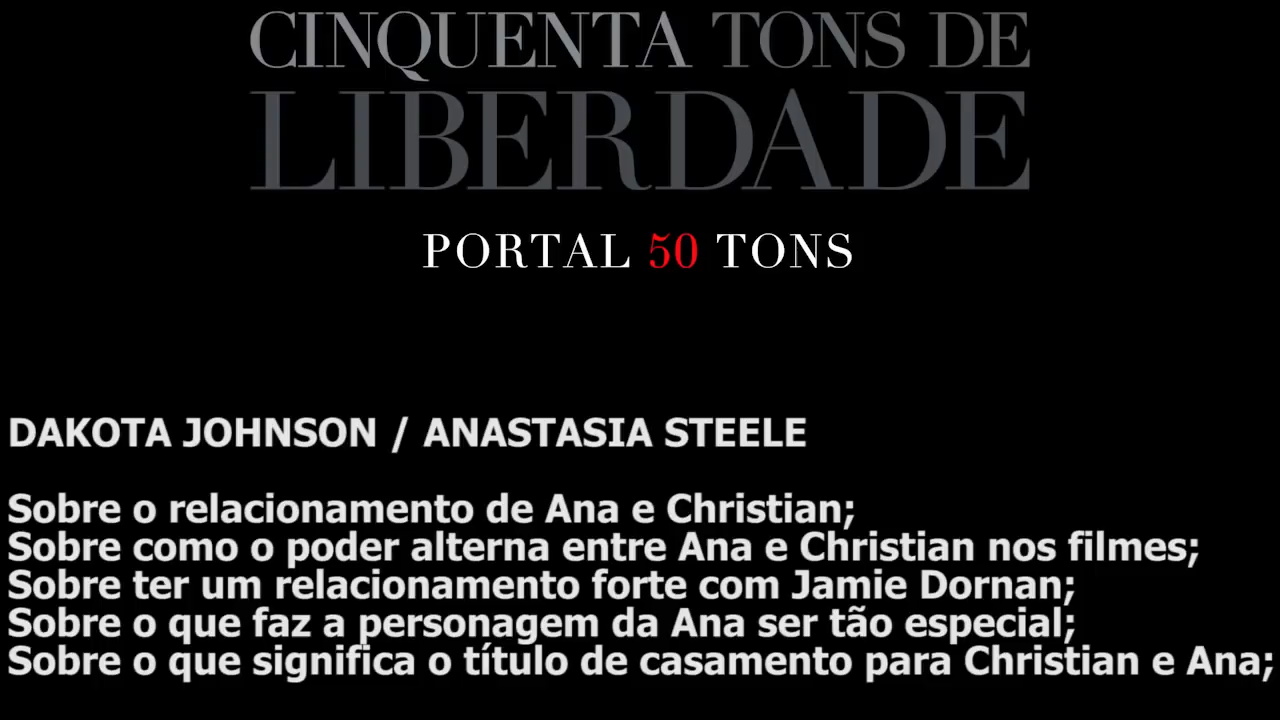 CINQUENTA TONS DE
LIBERDADE
PORTAL 50 TONS
DAKOTA JOHNSON / ANASTASIA STEELE
Sobre o relacionamento de Ana e Christian;
Sobre como o poder alterna entre Ana e Christian nos filmes;
Sobre ter um relacionamento forte com Jamie Dornan;
Sobre o que faz a personagem da Ana ser tão especial;
Sobre o que significa o título de casamento para Christian e Ana;